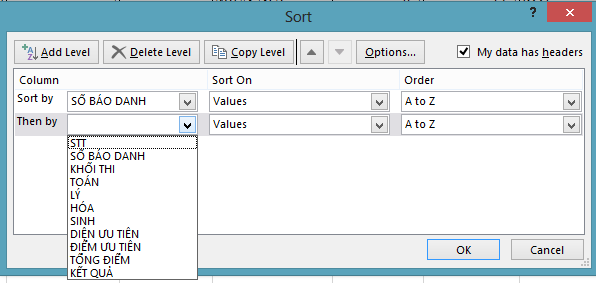 Sort
?
Add Level Delete Level Copy Level Options... My data has headers
Column Sort On Order
Sort by SỐ BÁO DANH Values A to Z
Then by Values A to Z
STT
SỐ BÁO DANH
KHỐI THI
TOÁN
LÝ
HÓA
SINH
DIỆN ƯU TIÊN
ĐIỂM ƯU TIÊN
TỔNG ĐIỂM
KẾT QUẢ
OK Cancel